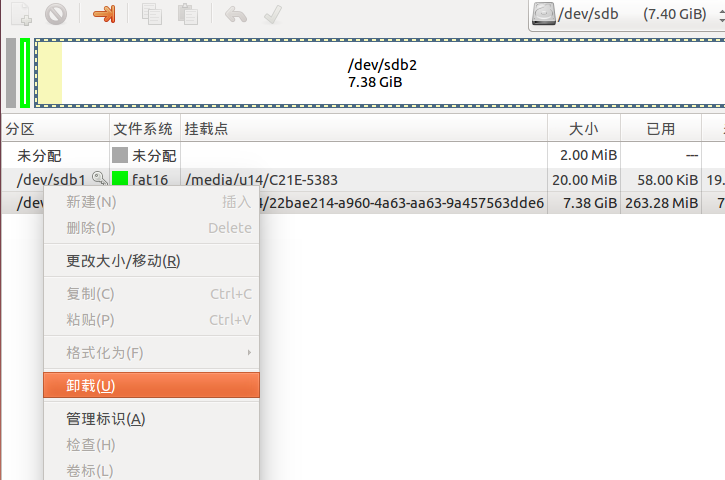 /dev/sdb (7.40 GiB)
/dev/sdb2
7.38 GiB
分区 文件系统 挂载点 大小 已用
未分配 未分配 2.00 MiB ---
/dev/sdb1 fat16 /media/u14/C21E-5383 20.00 MiB 58.00 KiB 19.
/dev 4/22bae214-a960-4a63-aa63-9a457563dde6 7.38 GiB 263.28 MiB 7
新建(N) 插入
删除(D) Delete
更改大小/移动(R)
复制(C) Ctrl+C
粘贴(P) Ctrl+V
格式化为(F)
卸载(U)
管理标识(A)
检查(H)
卷标(L)